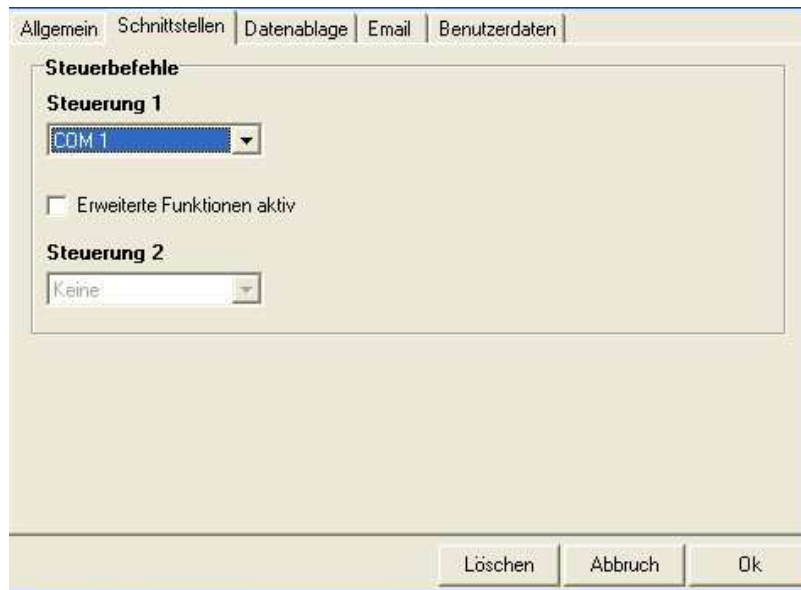 Allgemein Schnittstellen Datenablage Email Benutzerdaten
Steuerbefehle
Steuerung 1
COM 1
Erweiterte Funktionen aktiv
Steuerung 2
Keine
Löschen Abbruch Ok